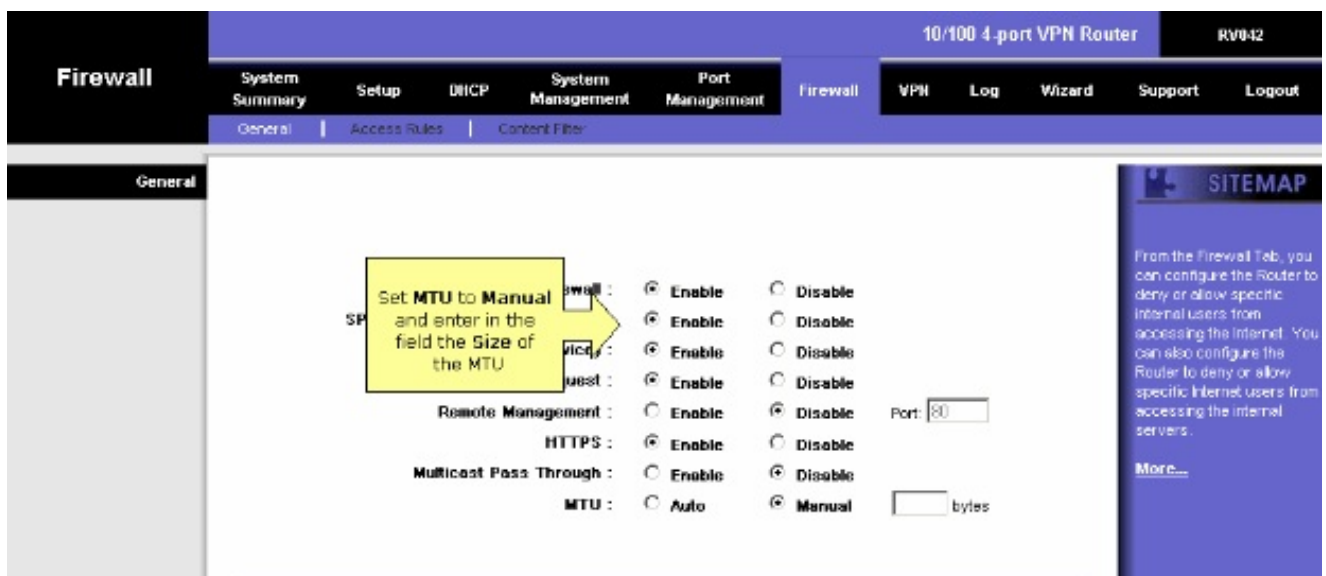 10/100 4-port VPN Router RV042
Firewall
System Summary Setup DHCP System Management Port Management Firewall VPN Log Wizard Support Logout
General | Access Rules | Content Filter
General
SITEMAP
Set MTU to Manual
and enter in the
field the Size of
the MTU
Enable Disable
SP Enable Disable
Enable Disable
Enable Disable
Remote Management : Enable Disable Port: 80
HTTPS : Enable Disable
Multicast Pass Through : Enable Disable
MTU : Auto Manual bytes
From the Firewall Tab, you
can configure the Router to
deny or allow specific
internal users from
accessing the Internet. You
can also configure the
Router to deny or allow
specific Internet users from
accessing the internal
servers.
More...